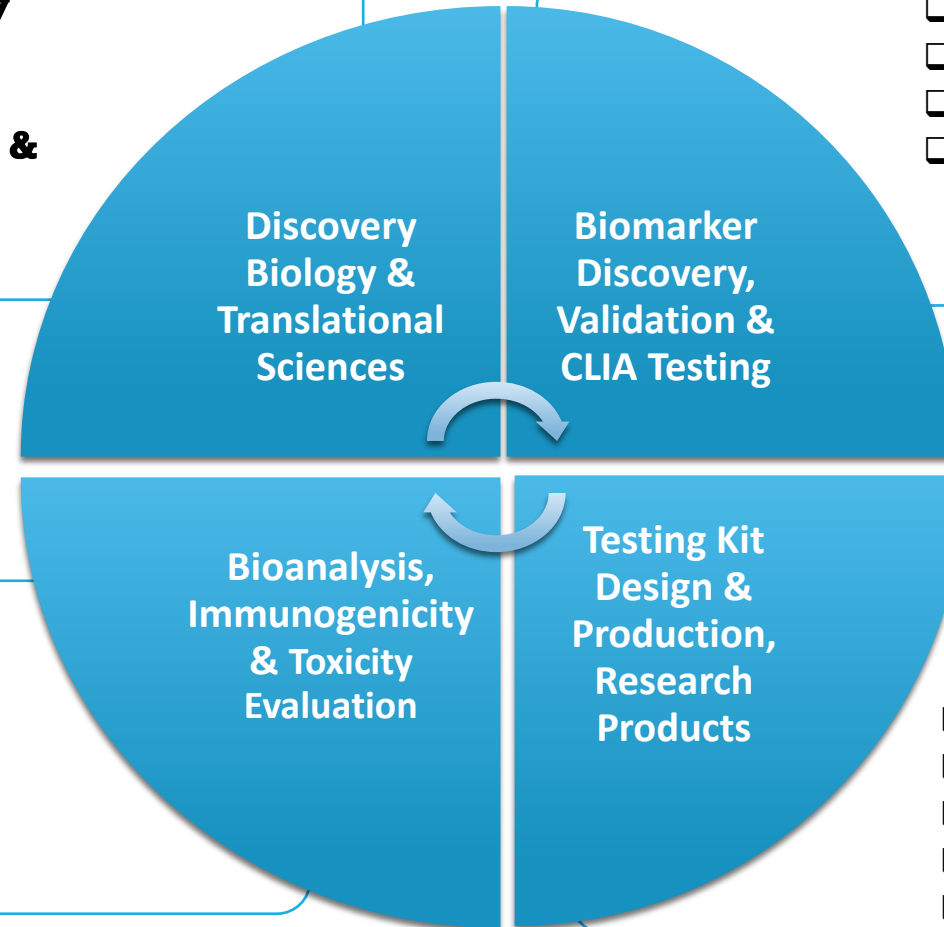 &
Discovery
Biology &
Translational
Sciences
Biomarker
Discovery,
Validation &
CLIA Testing
Bioanalysis,
Immunogenicity
& Toxicity
Evaluation
Testing Kit
Design &
Production,
Research
Products